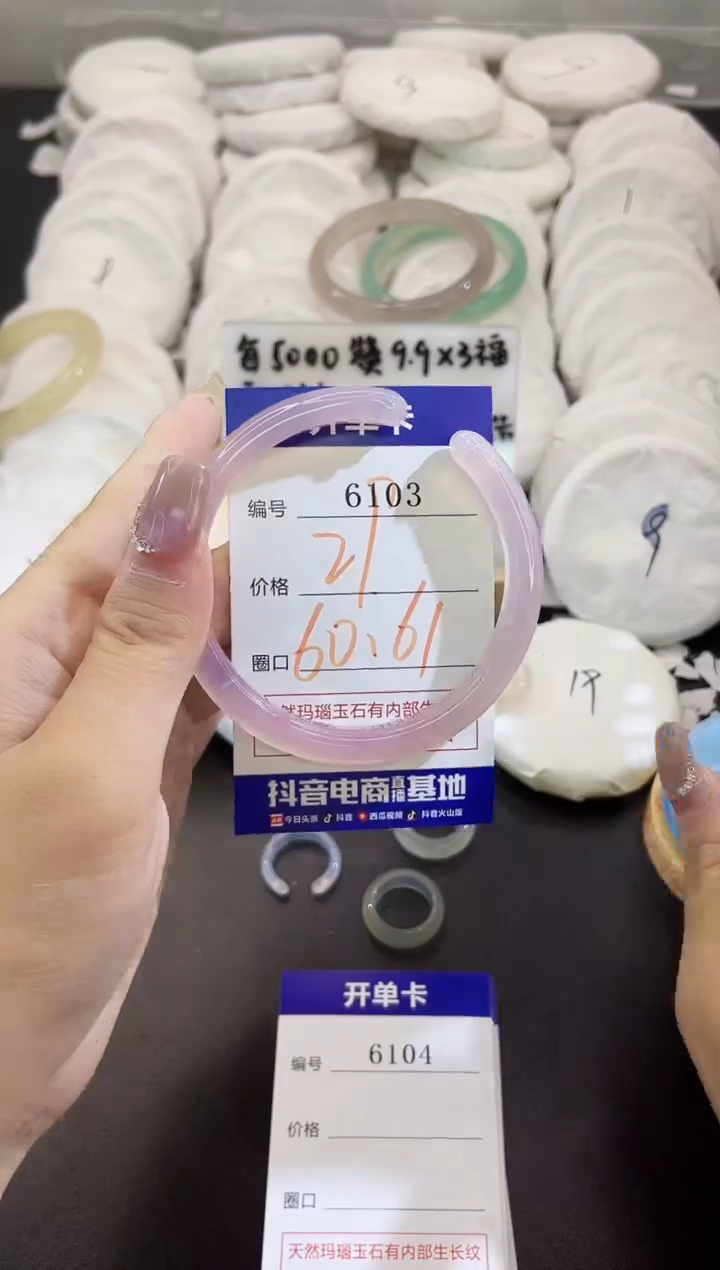 9
1
每5000奖9.9×3福
开单卡
编号 6103
价格 21
圈口 60.61
然玛瑙玉石有内部生
抖音电商直播基地
今日头条 抖音 西瓜视频 抖音火山版
9
19
开单卡
编号 6104
价格
圈口
天然玛瑙玉石有内部生长纹